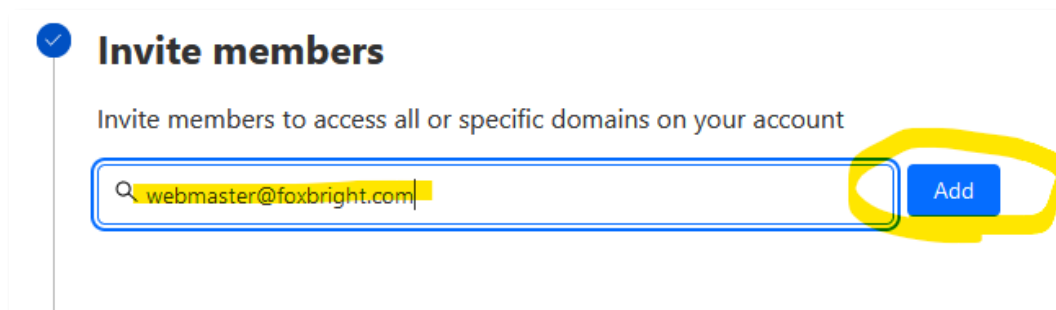 Invite members
Invite members to access all or specific domains on your account
webmaster@foxbright.com
Add